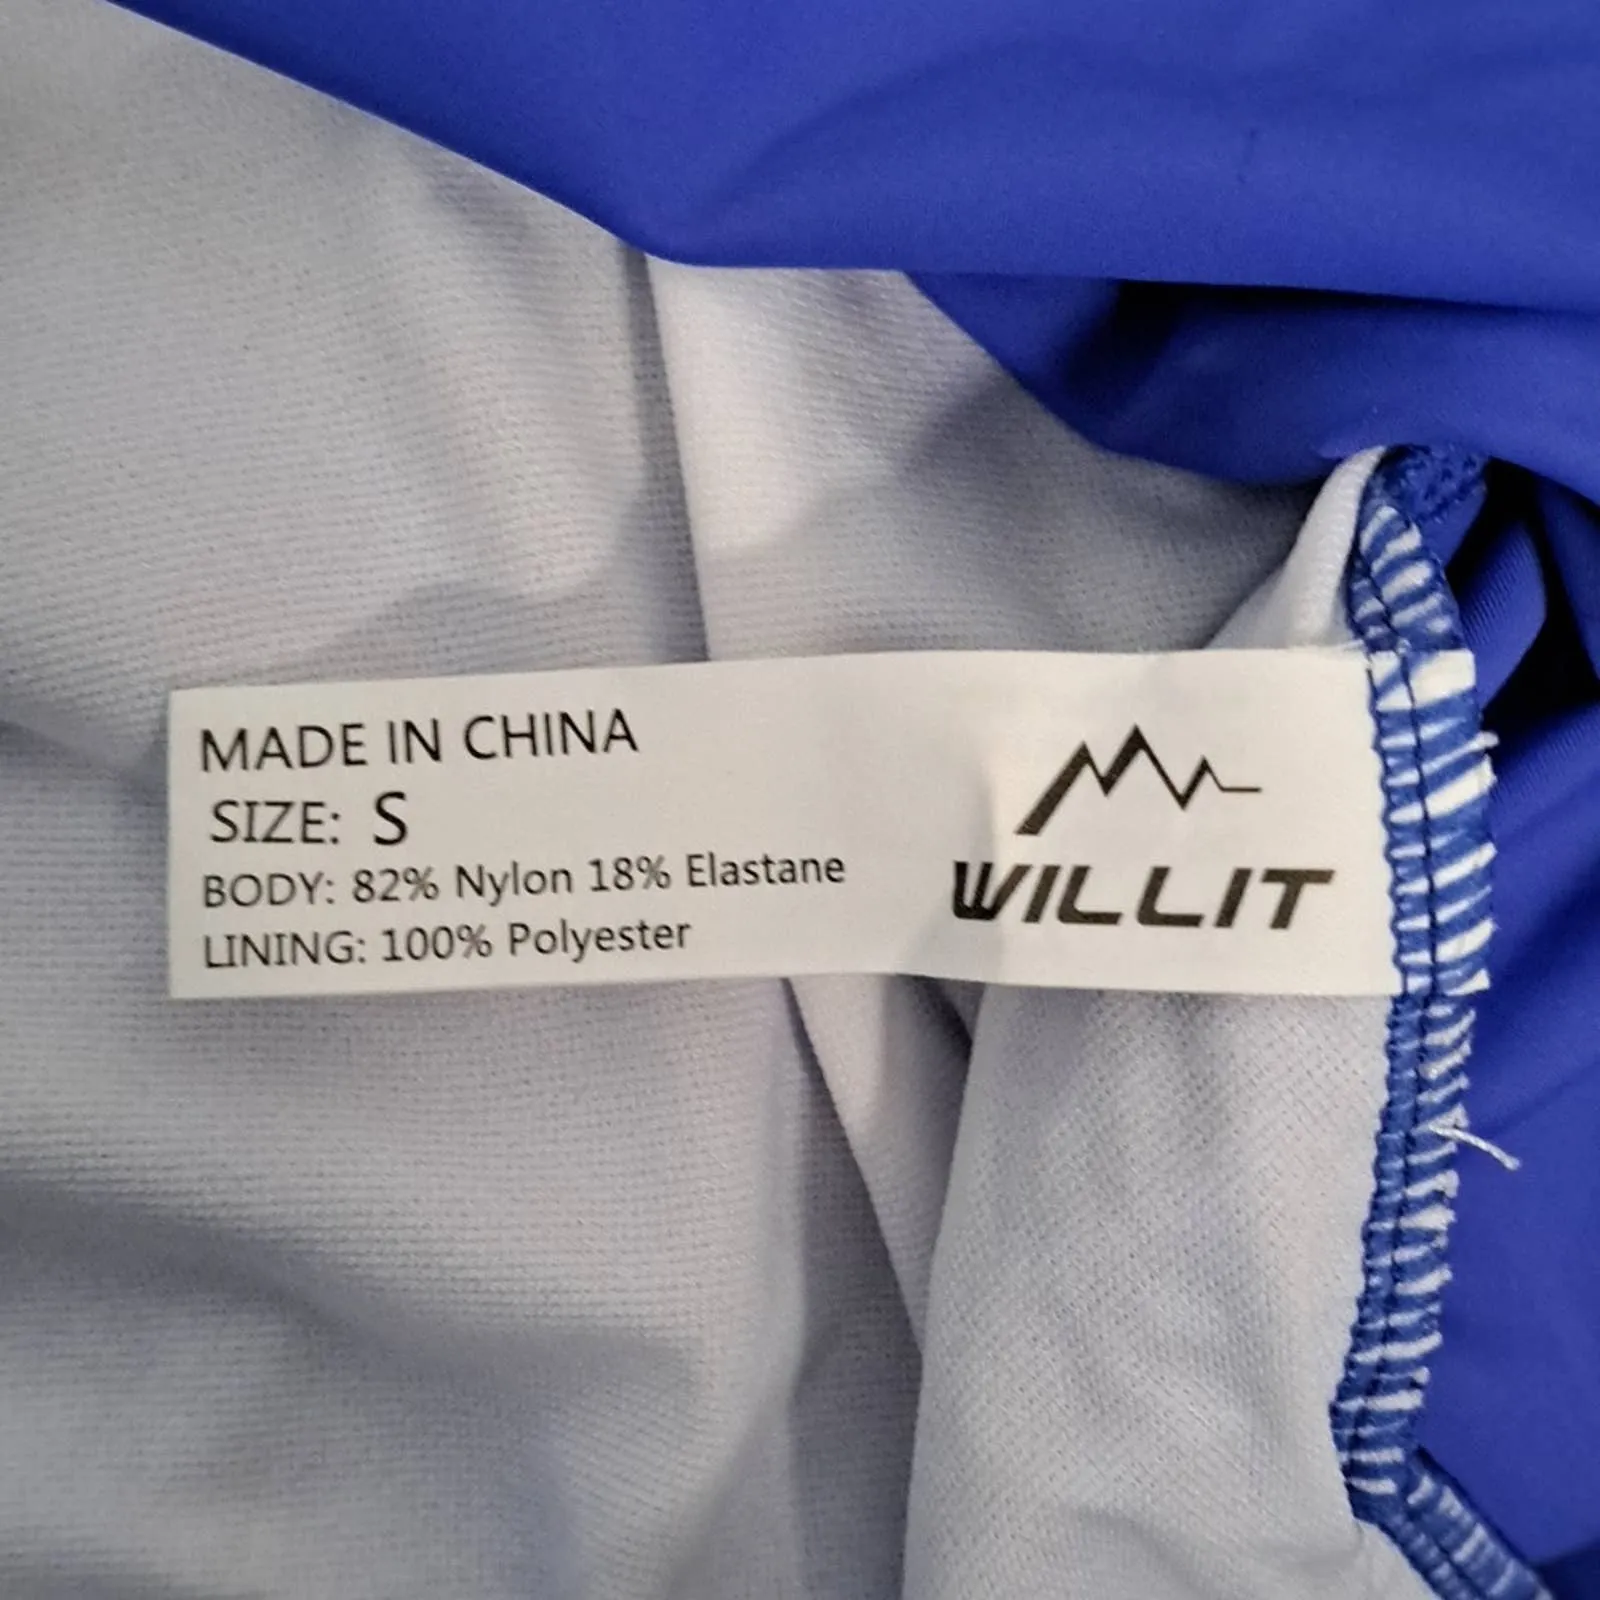 MADE IN CHINA
SIZE: S
BODY: 82% Nylon 18% Elastane
LINING: 100% Polyester
WILLIT